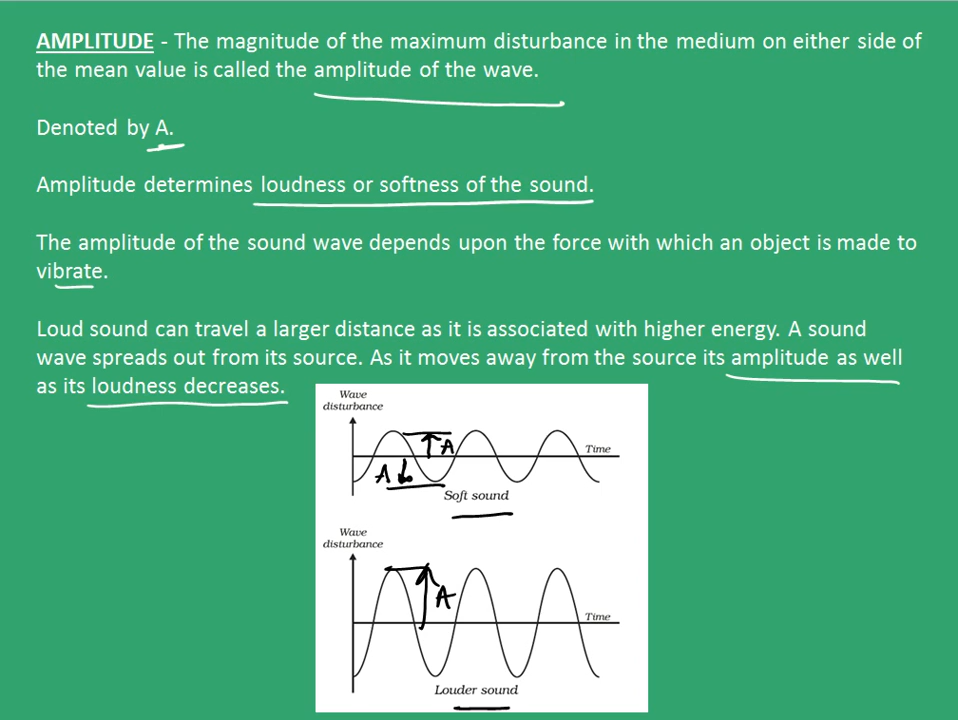 AMPLITUDE - The magnitude of the maximum disturbance in the medium on either side of
the mean value is called the amplitude of the wave.
Denoted by A.
Amplitude determines loudness or softness of the sound.
The amplitude of the sound wave depends upon the force with which an object is made to
vibrate.
Loud sound can travel a larger distance as it is associated with higher energy. A sound
wave spreads out from its source. As it moves away from the source its amplitude as well
as its loudness decreases.
Wave
disturbance
A
Time
A
Soft sound
Wave
disturbance
A
Time
Louder sound